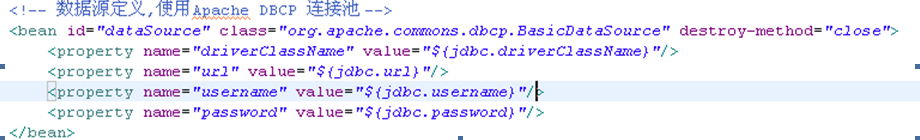 <!-- 数据源定义,使用Apache DBCP 连接池 -->
<bean id="dataSource" class="org.apache.commons.dbcp.BasicDataSource" destroy-method="close">
<property name="driverClassName" value="${jdbc.driverClassName}"/>
<property name="url" value="${jdbc.url}"/>
<property name="username" value="${jdbc.username}"/>
<property name="password" value="${jdbc.password}"/>
</bean>